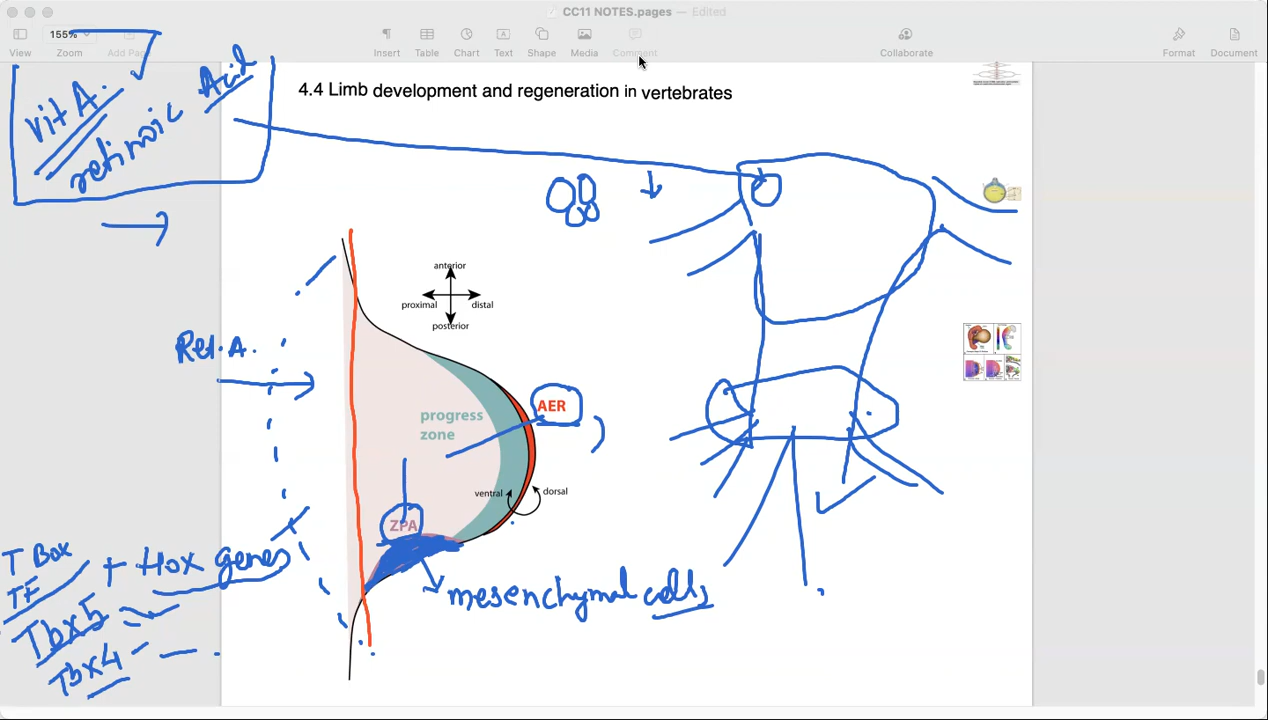 CC11 NOTES.pages — Edited
155%
View
Zoom
Add Pag
Insert
Table
Chart
Text
Shape
Media
Comment
Collaborate
Format
Document
vit A.
retinoic Acid
4.4 Limb development and regeneration in vertebrates
anterior
proximal
distal
posterior
Ret. A.
progress
zone
AER
ventral
dorsal
ZPA
mesenchymal cells
T Box
TF
+ Hox genes
Tbx5
Tbx4